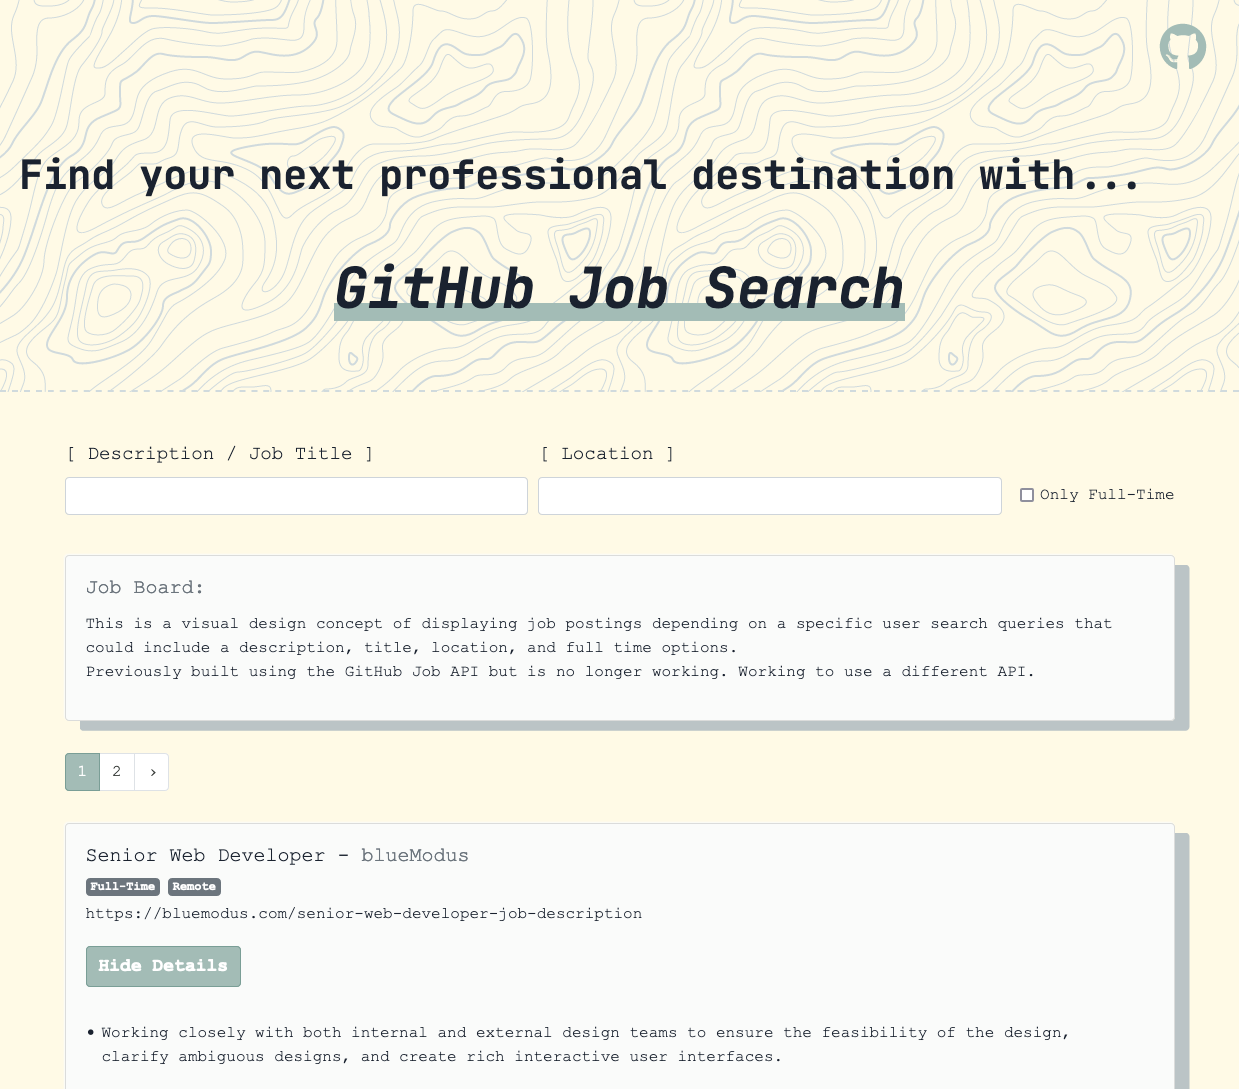 Find your next professional destination with...
GitHub Job Search
[ Description / Job Title ]
[ Location ]
Only Full-Time
Job Board:
This is a visual design concept of displaying job postings depending on a specific user search queries that
could include a description, title, location, and full time options.
Previously built using the GitHub Job API but is no longer working. Working to use a different API.
1 2 ›
Senior Web Developer - blueModus
Full-Time Remote
https://bluemodus.com/senior-web-developer-job-description
Hide Details
• Working closely with both internal and external design teams to ensure the feasibility of the design,
clarify ambiguous designs, and create rich interactive user interfaces.